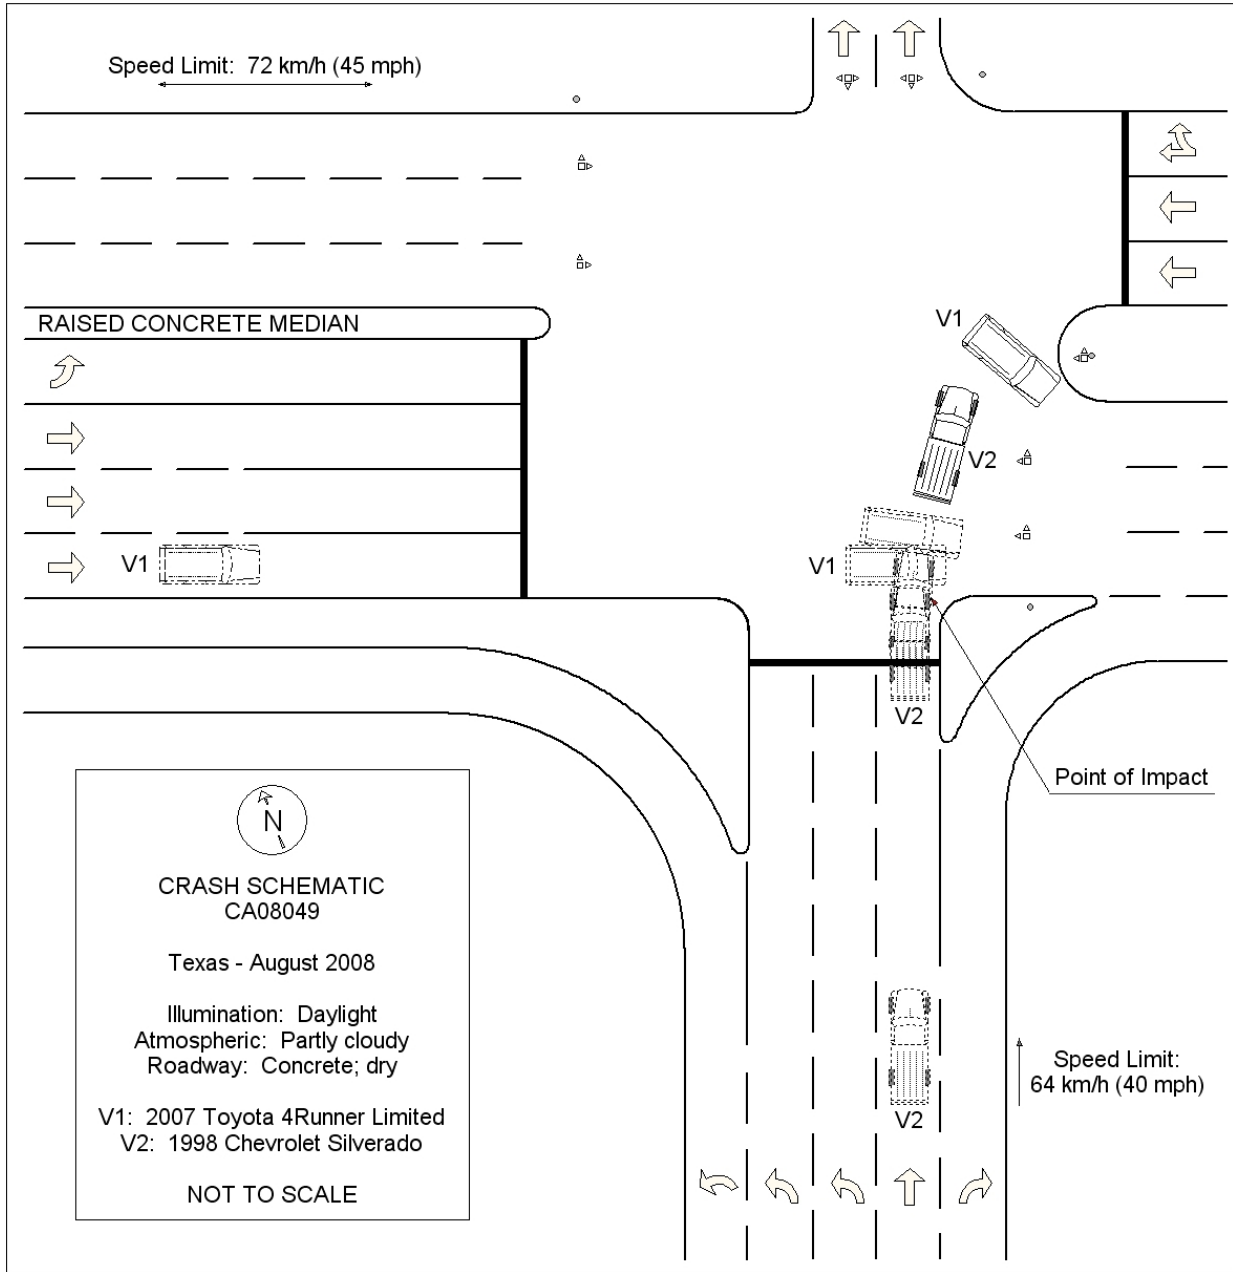 Speed Limit: 72 km/h (45 mph)
RAISED CONCRETE MEDIAN
V1
V2
V1
V1
V2
Point of Impact
N
CRASH SCHEMATIC
CA08049
Texas - August 2008
Illumination: Daylight
Atmospheric: Partly cloudy
Roadway: Concrete; dry
V1: 2007 Toyota 4Runner Limited
V2: 1998 Chevrolet Silverado
NOT TO SCALE
Speed Limit:
64 km/h (40 mph)
V2